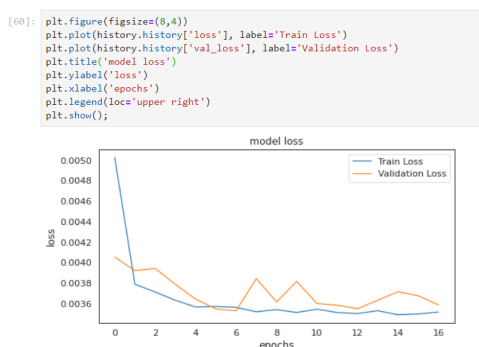 [60]: plt.figure(figsize=(8,4))
plt.plot(history.history['loss'], label='Train Loss')
plt.plot(history.history['val_loss'], label='Validation Loss')
plt.title('model loss')
plt.ylabel('loss')
plt.xlabel('epochs')
plt.legend(loc='upper right')
plt.show();
model loss
Train Loss
Validation Loss
0.0050
0.0048
0.0046
0.0044
0.0042
0.0040
0.0038
0.0036
loss
0 2 4 6 8 10 12 14 16
epochs